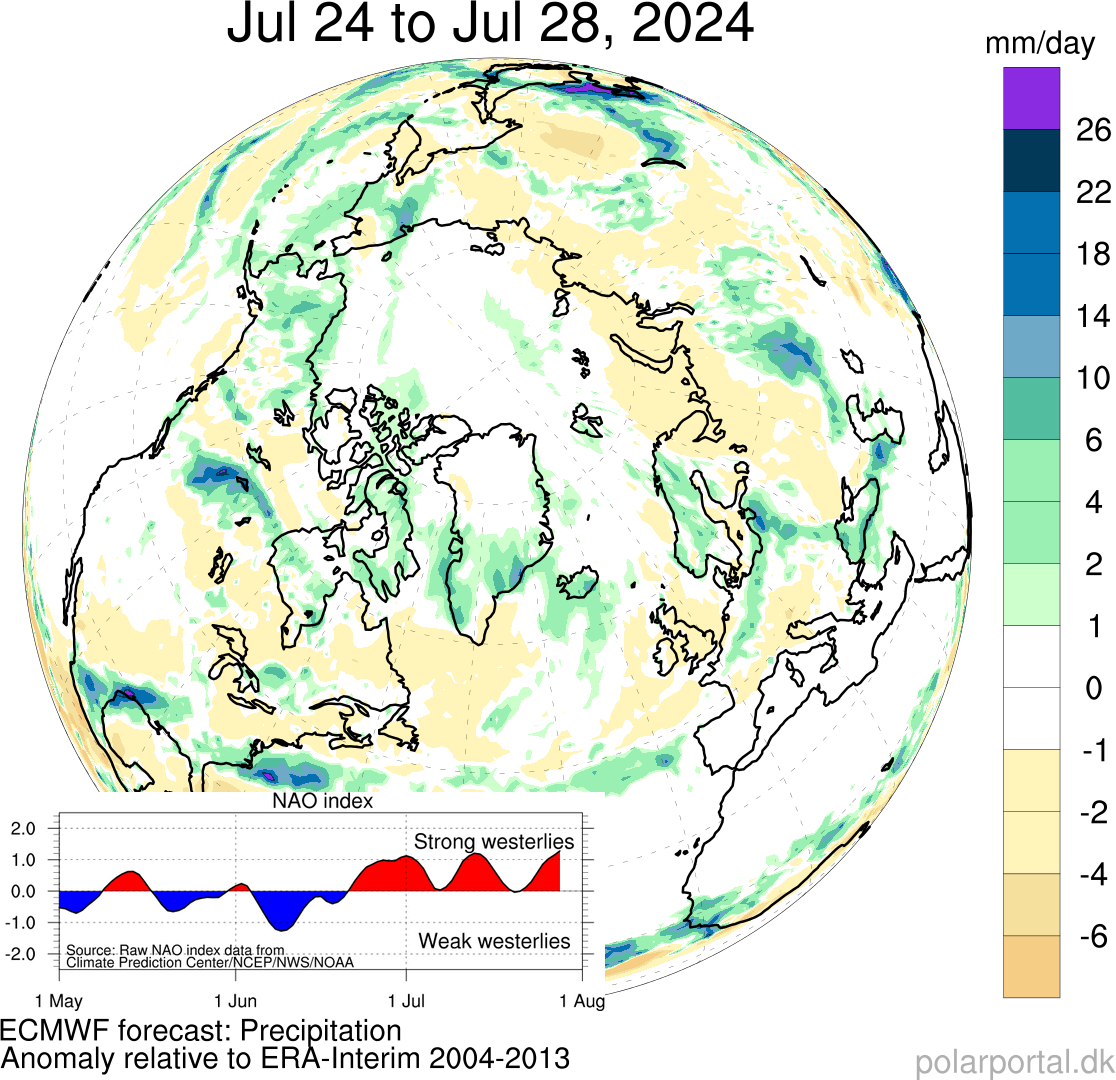 Jul 24 to Jul 28, 2024
mm/day
26
22
18
14
10
6
4
2
1
0
-1
-2
-4
-6
NAO index
2.0
1.0
0.0
-1.0
-2.0
Strong westerlies
Weak westerlies
Source: Raw NAO index data from
Climate Prediction Center/NCEP/NWS/NOAA
1 May 1 Jun 1 Jul 1 Aug
ECMWF forecast: Precipitation
Anomaly relative to ERA-Interim 2004-2013
polarportal.dk